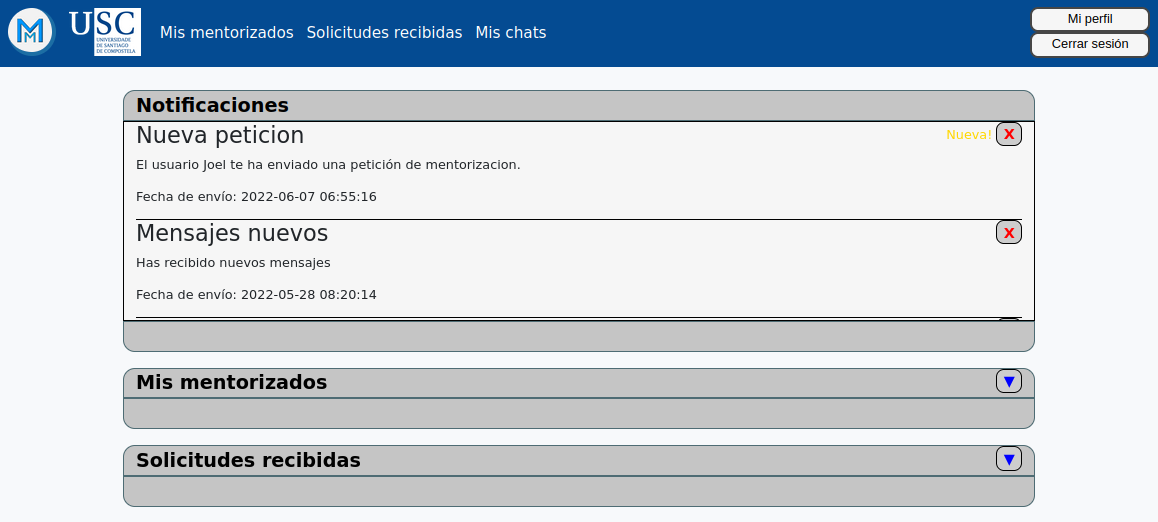 M
USC
UNIVERSIDADE
DE SANTIAGO
DE COMPOSTELA
Mis mentorizados Solicitudes recibidas Mis chats
Mi perfil
Cerrar sesión
Notificaciones
Nueva peticion Nueva! X
El usuario Joel te ha enviado una petición de mentorizacion.
Fecha de envío: 2022-06-07 06:55:16
Mensajes nuevos X
Has recibido nuevos mensajes
Fecha de envío: 2022-05-28 08:20:14
Mis mentorizados ▼
Solicitudes recibidas ▼